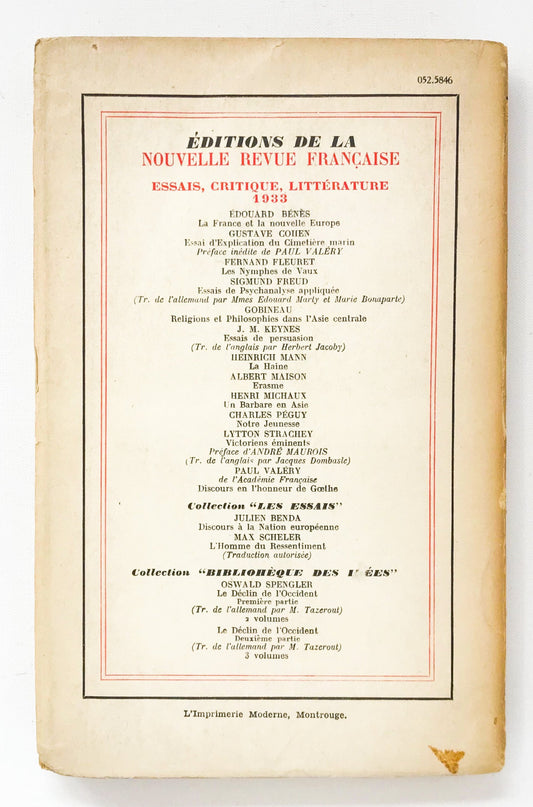 052.5846
ÉDITIONS DE LA
NOUVELLE REVUE FRANÇAISE
ESSAIS, CRITIQUE, LITTÉRATURE
1933
ÉDOUARD BÉNÈS
La France et la nouvelle Europe
GUSTAVE COHEN
Essai d'Explication du Cimetière marin
Préface inédite de PAUL VALÉRY
FERNAND FLEURET
Les Nymphes de Vaux
SIGMUND FREUD
Essais de Psychanalyse appliquée
(Tr. de l'allemand par Mmes Edouard Marty et Marie Bonaparte)
GOBINEAU
Religions et Philosophies dans l'Asie centrale
J. M. KEYNES
Essais de persuasion
(Tr. de l'anglais par Herbert Jacoby)
HEINRICH MANN
La Haine
ALBERT MAISON
Erasme
HENRI MICHAUX
Un Barbare en Asie
CHARLES PÉGUY
Notre Jeunesse
LYTTON STRACHEY
Victoriens éminents
Préface d'ANDRÉ MAUROIS
(Tr. de l'anglais par Jacques Dombasle)
PAUL VALÉRY
de l'Académie Française
Discours en l'honneur de Gœthe
Collection "LES ESSAIS"
JULIEN BENDA
Discours à la Nation européenne
MAX SCHELER
L'Homme du Ressentiment
(Traduction autorisée)
Collection "BIBLIOTHÈQUE DES I ÉES"
OSWALD SPENGLER
Le Déclin de l'Occident
Première partie
(Tr. de l'allemand par M. Tazerout)
2 volumes
Le Déclin de l'Occident
Deuxième partie
(Tr. de l'allemand par M. Tazerout)
3 volumes
L'Imprimerie Moderne, Montrouge.